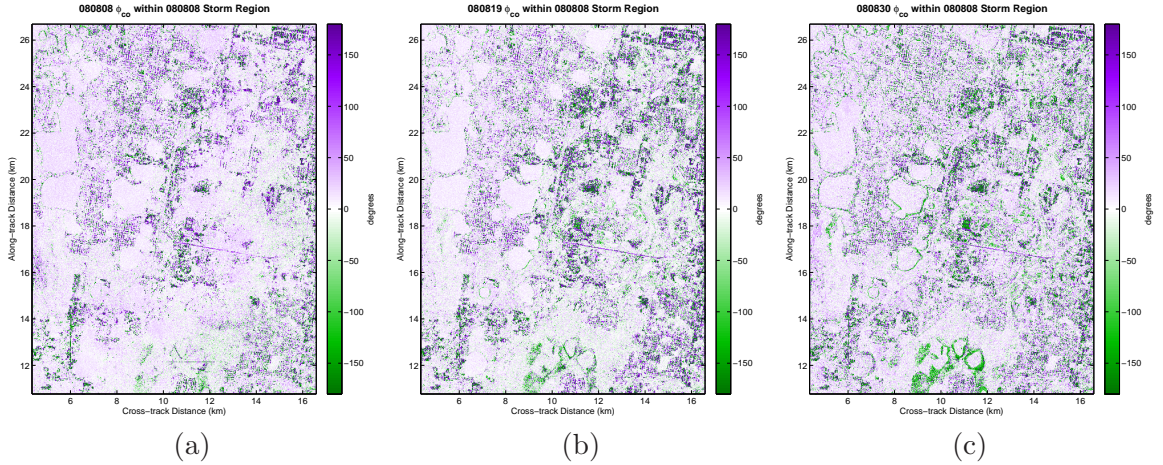 080808 ϕco within 080808 Storm Region
26
24
22
20
18
16
14
12
Along−track Distance (km)
6 8 10 12 14 16
Cross−track Distance (km)
150
100
50
0
−50
−100
−150
degrees
(a)
080819 ϕco within 080808 Storm Region
26
24
22
20
18
16
14
12
Along−track Distance (km)
6 8 10 12 14 16
Cross−track Distance (km)
150
100
50
0
−50
−100
−150
degrees
(b)
080830 ϕco within 080808 Storm Region
26
24
22
20
18
16
14
12
Along−track Distance (km)
6 8 10 12 14 16
Cross−track Distance (km)
150
100
50
0
−50
−100
−150
degrees
(c)